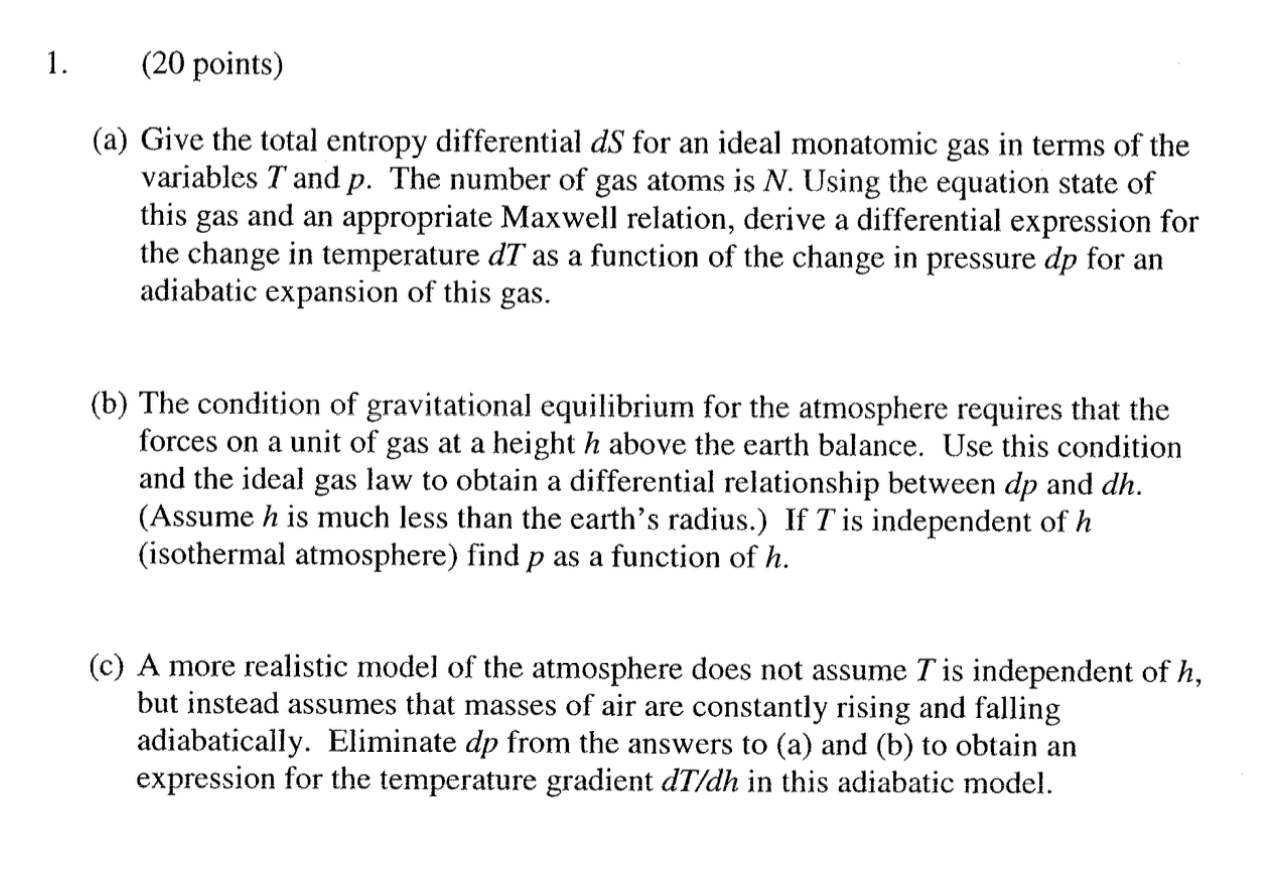 1. (20 points)
(a) Give the total entropy differential dS for an ideal monatomic gas in terms of the
variables T and p. The number of gas atoms is N. Using the equation state of
this gas and an appropriate Maxwell relation, derive a differential expression for
the change in temperature dT as a function of the change in pressure dp for an
adiabatic expansion of this gas.
(b) The condition of gravitational equilibrium for the atmosphere requires that the
forces on a unit of gas at a height h above the earth balance. Use this condition
and the ideal gas law to obtain a differential relationship between dp and dh.
(Assume h is much less than the earth's radius.) If T is independent of h
(isothermal atmosphere) find p as a function of h.
(c) A more realistic model of the atmosphere does not assume T is independent of h,
but instead assumes that masses of air are constantly rising and falling
adiabatically. Eliminate dp from the answers to (a) and (b) to obtain an
expression for the temperature gradient dT/dh in this adiabatic model.